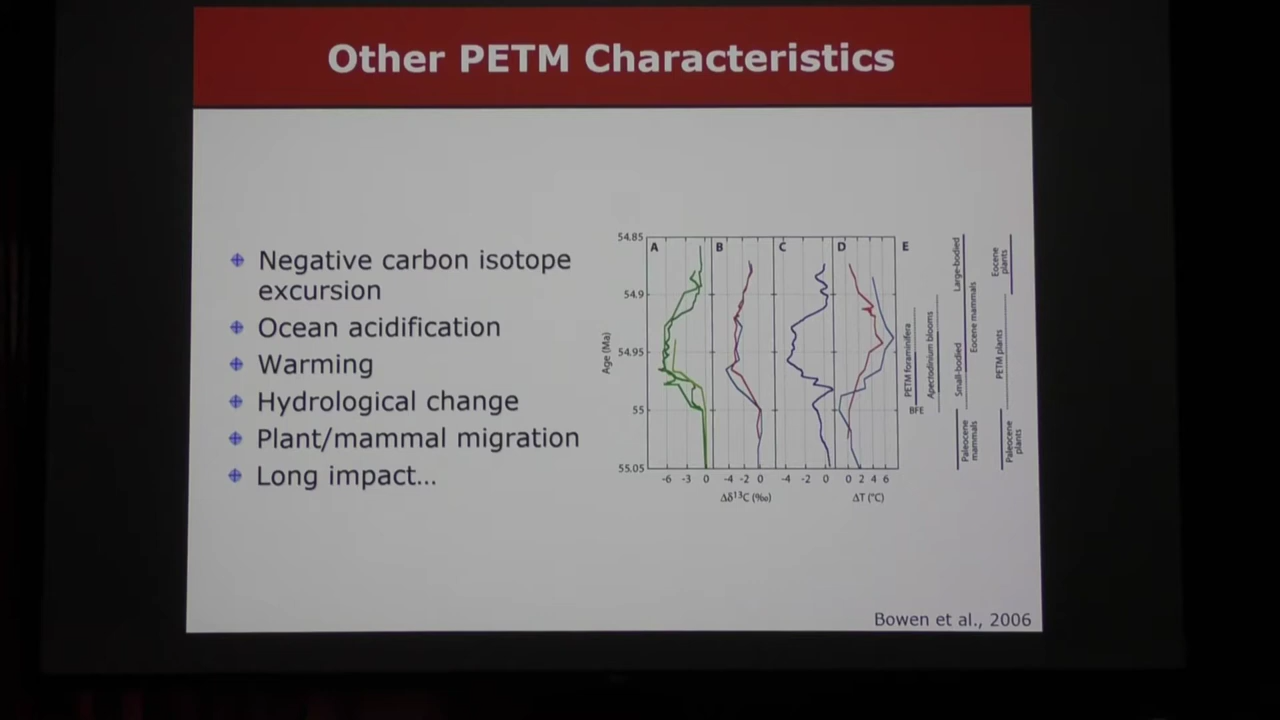 Other PETM Characteristics
Negative carbon isotope
excursion
Ocean acidification
Warming
Hydrological change
Plant/mammal migration
Long impact...
Age (Ma)
54.85
54.9
54.95
55
55.05
A
B
C
D
E
-6 -3 0 -4 -2 0 -4 -2 0 0 2 4 6
Δδ¹³C (‰)
ΔT (°C)
BFE
PETM foraminifera
Apectodinium blooms
Large-bodied
Small-bodied
Eocene mammals
Paleocene
mammals
Eocene
plants
PETM plants
Paleocene
plants
Bowen et al., 2006